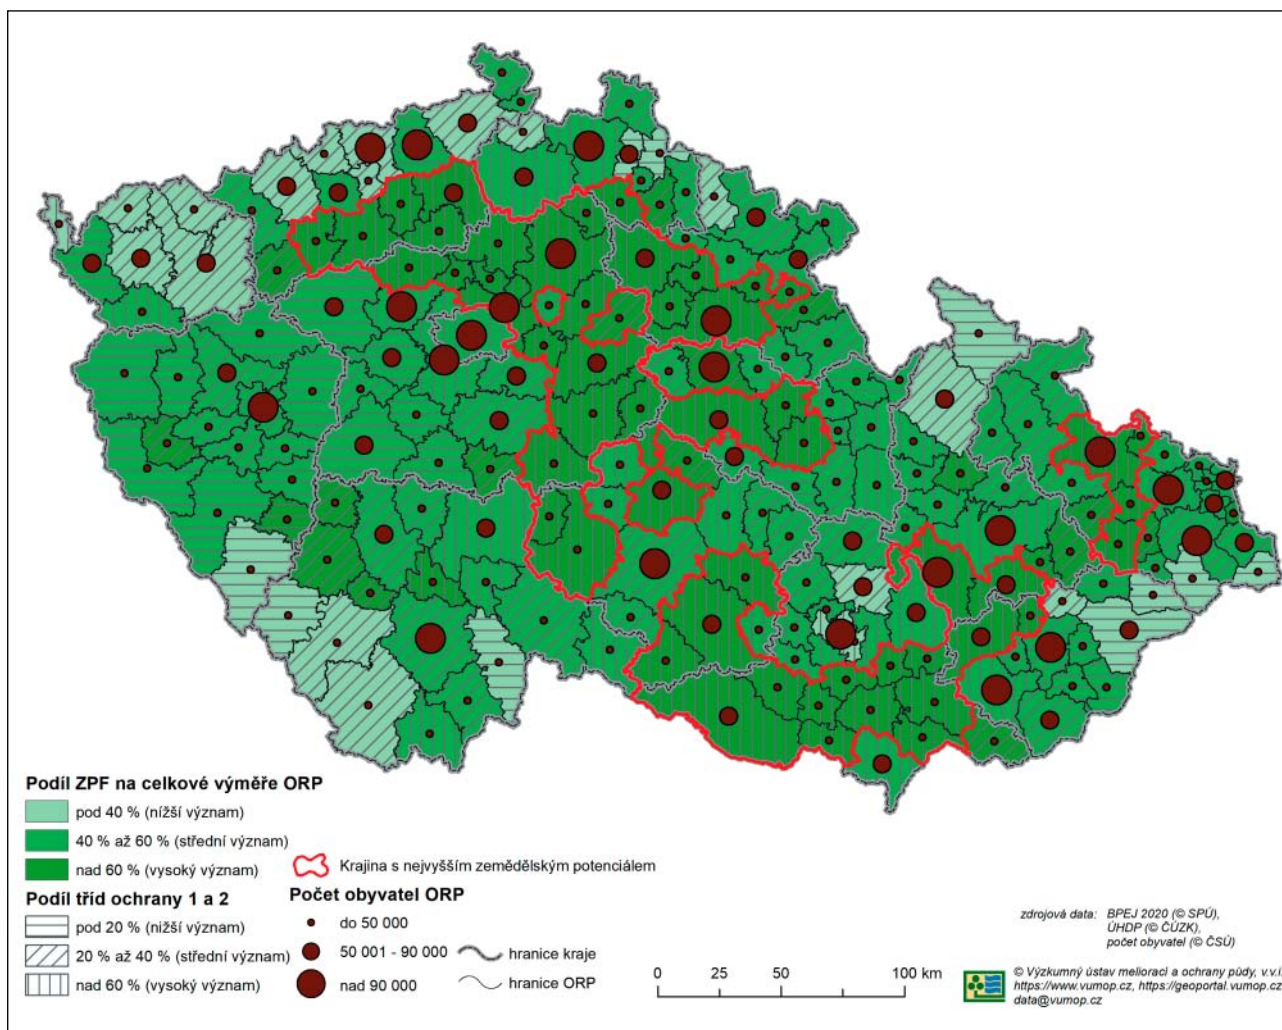 Podíl ZPF na celkové výměře ORP
pod 40 % (nížší význam)
40 % až 60 % (střední význam)
nad 60 % (vysoký význam)
Podíl tříd ochrany 1 a 2
pod 20 % (nižší význam)
20 % až 40 % (střední význam)
nad 60 % (vysoký význam)
Krajina s nejvyšším zemědělským potenciálem
Počet obyvatel ORP
do 50 000
50 001 - 90 000
nad 90 000
hranice kraje
hranice ORP
0 25 50 100 km
zdrojová data: BPEJ 2020 (© SPÚ),
ÚHDP (© ČÚZK),
počet obyvatel (© ČSÚ)
© Výzkumný ústav meliorací a ochrany půdy, v.v.i.
https://www.vumop.cz, https://geoportal.vumop.cz
data@vumop.cz